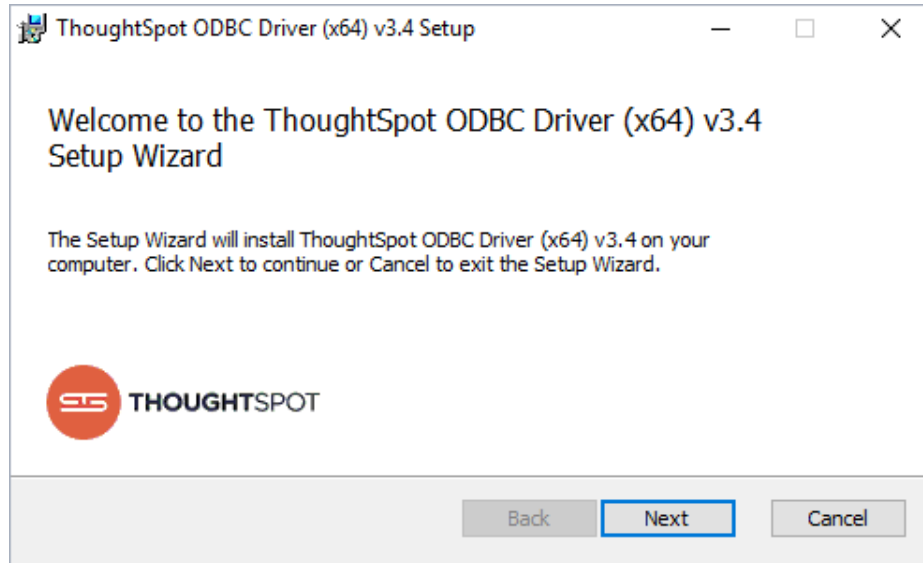 ThoughtSpot ODBC Driver (x64) v3.4 Setup
Welcome to the ThoughtSpot ODBC Driver (x64) v3.4
Setup Wizard
The Setup Wizard will install ThoughtSpot ODBC Driver (x64) v3.4 on your
computer. Click Next to continue or Cancel to exit the Setup Wizard.
THOUGHTSPOT
Back Next Cancel